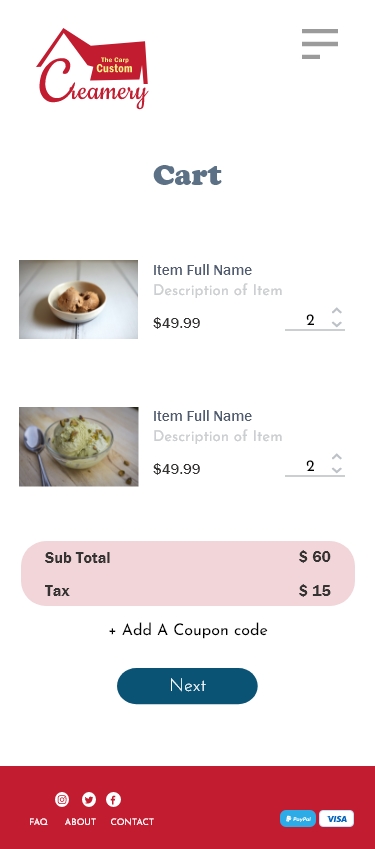 The Carp
Custom
Creamery
Cart
Item Full Name
Description of Item
$49.99
2
Item Full Name
Description of Item
$49.99
2
Sub Total $ 60
Tax $ 15
+ Add A Coupon code
Next
FAQ ABOUT CONTACT
PayPal VISA